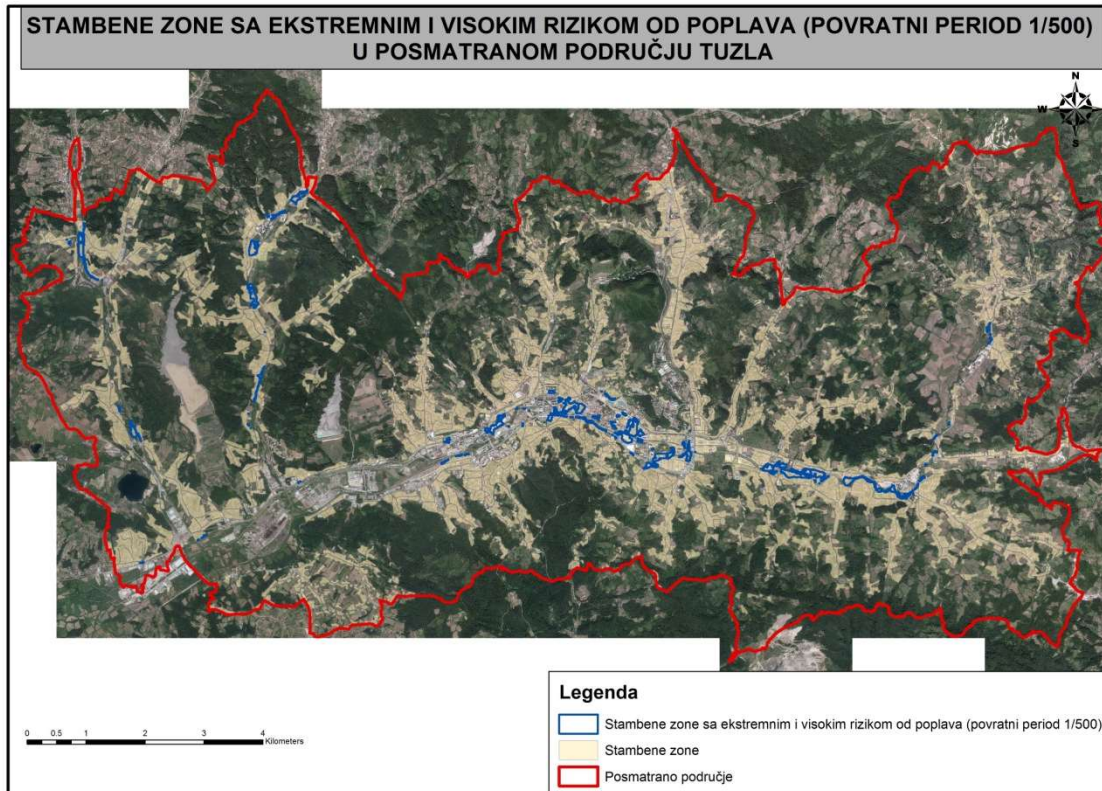 STAMBENE ZONE SA EKSTREMNIM I VISOKIM RIZIKOM OD POPLAVA (POVRATNI PERIOD 1/500)
U POSMATRANOM PODRUČJU TUZLA
N
W
S
Legenda
Stambene zone sa ekstremnim i visokim rizikom od poplava (povratni period 1/500)
Stambene zone
Posmatrano područje
0 0.5 1 2 3 4
Kilometers